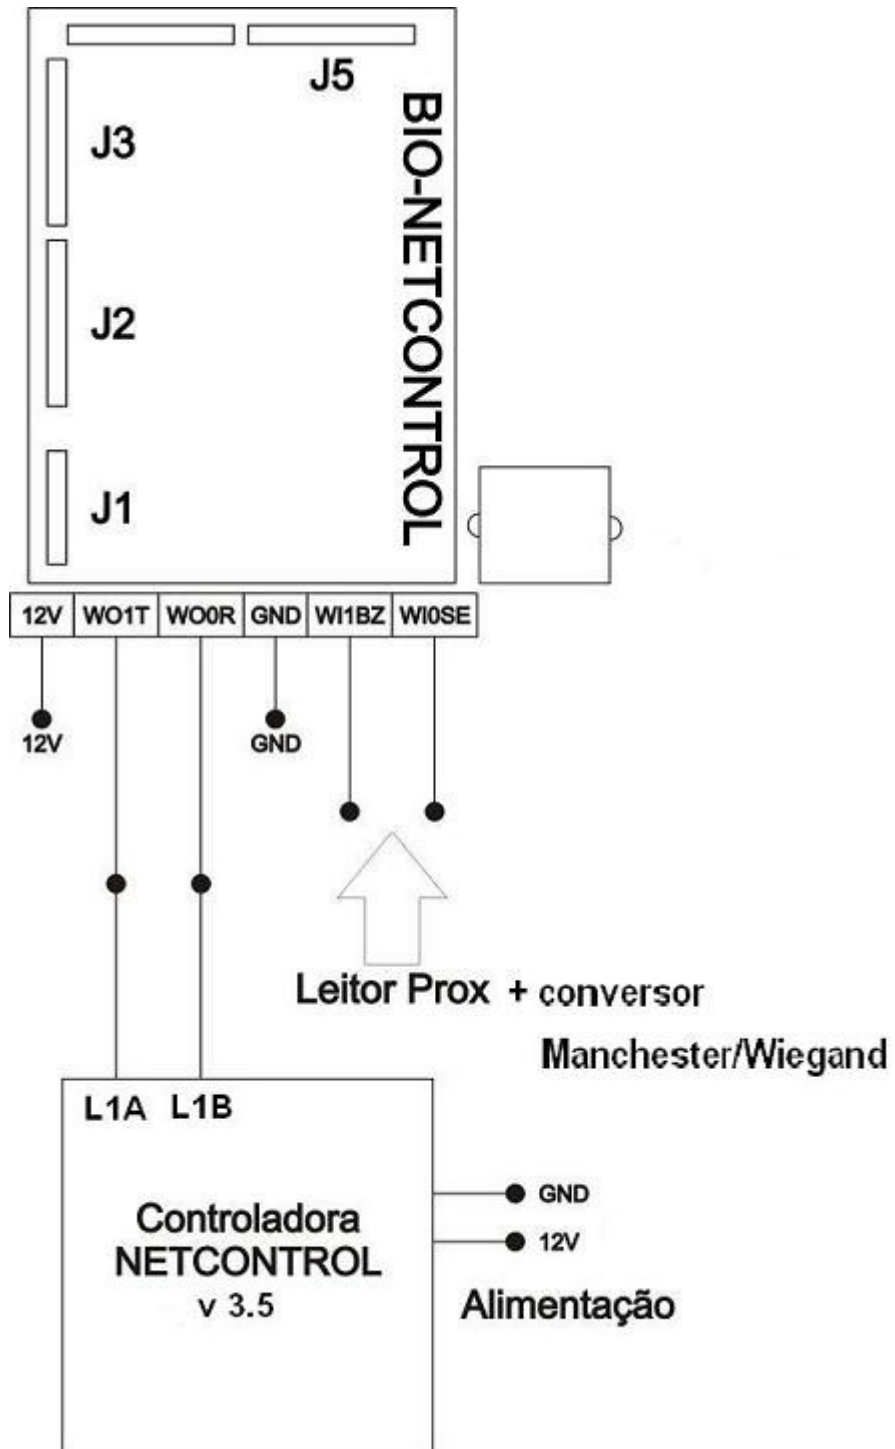 J5
J3
BIO-NETCONTROL
J2
J1
12V WO1T WO0R GND WI1BZ WI0SE
12V
GND
Leitor Prox + conversor
Manchester/Wiegand
L1A L1B
GND
Controladora
NETCONTROL
12V
v 3.5
Alimentação